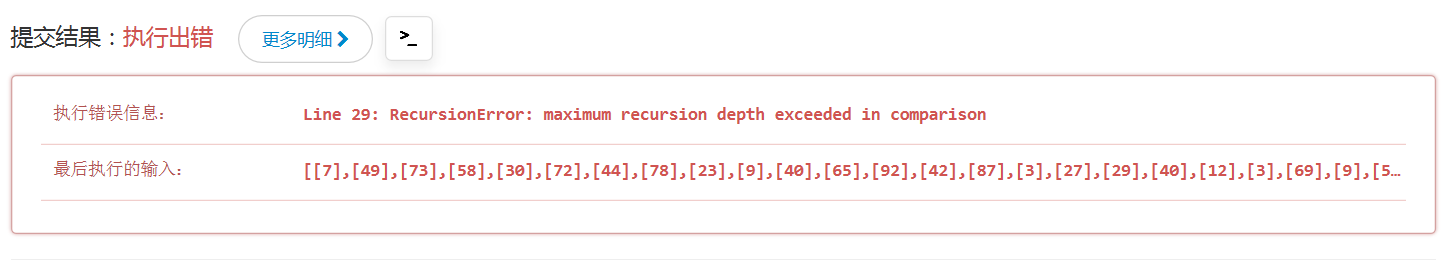 提交结果：执行出错 更多明细 >_
执行错误信息： Line 29: RecursionError: maximum recursion depth exceeded in comparison
最后执行的输入： [[7],[49],[73],[58],[30],[72],[44],[78],[23],[9],[40],[65],[92],[42],[87],[3],[27],[29],[40],[12],[3],[69],[9],[5…